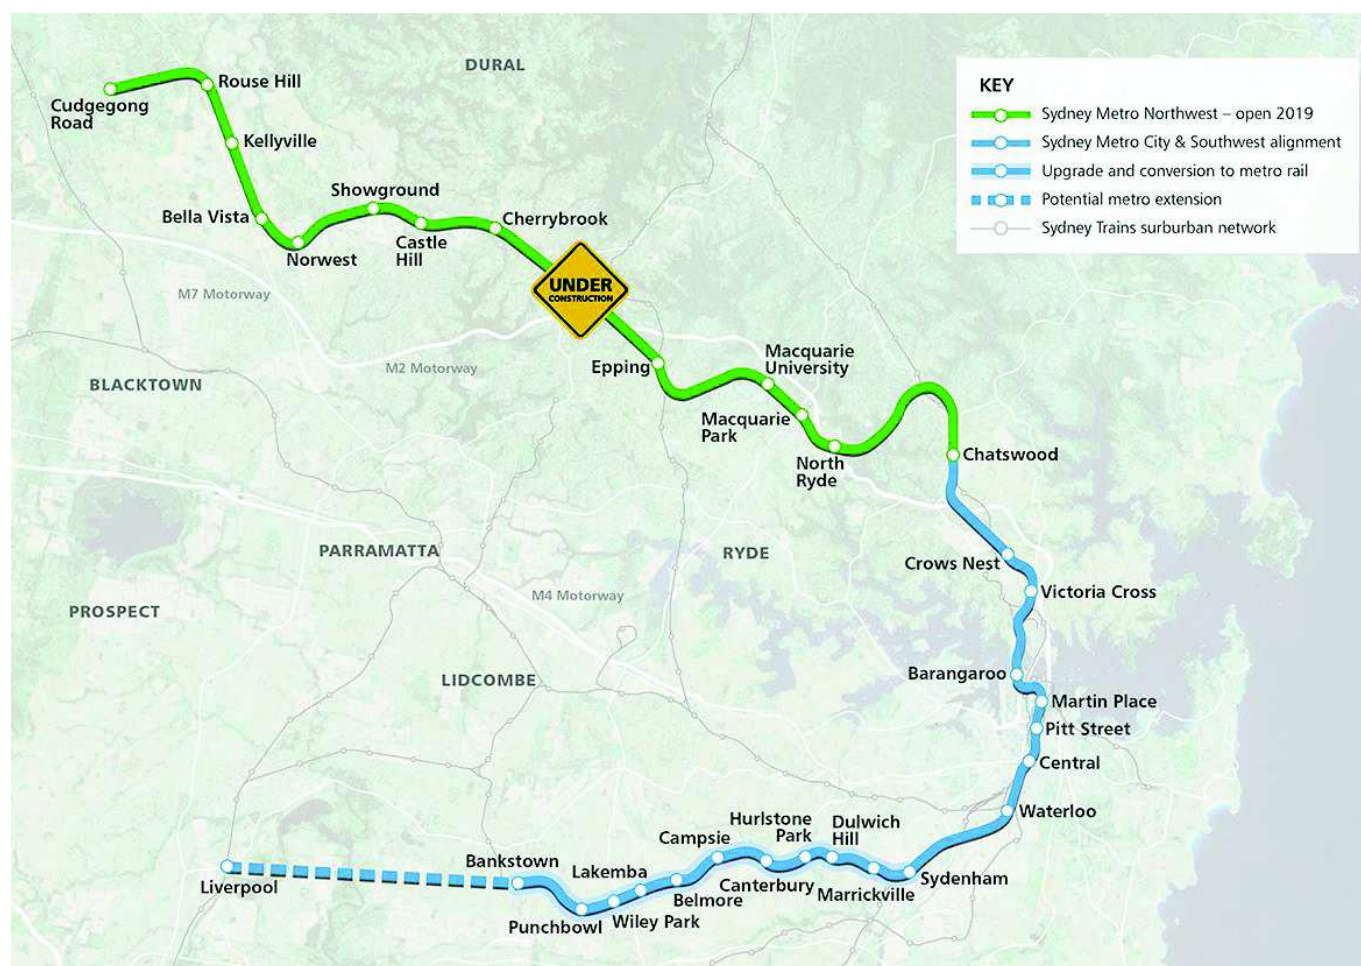 DURAL
KEY
Sydney Metro Northwest – open 2019
Sydney Metro City & Southwest alignment
Upgrade and conversion to metro rail
Potential metro extension
Sydney Trains surburban network
Cudgegong
Road
Rouse Hill
Kellyville
Showground
Bella Vista
Norwest
Castle
Hill
Cherrybrook
UNDER
CONSTRUCTION
M7 Motorway
M2 Motorway
BLACKTOWN
Epping
Macquarie
University
Macquarie
Park
North
Ryde
Chatswood
PARRAMATTA
RYDE
Crows Nest
M4 Motorway
Victoria Cross
PROSPECT
LIDCOMBE
Barangaroo
Martin Place
Pitt Street
Central
Waterloo
Hurlstone
Park
Dulwich
Hill
Campsie
Lakemba
Bankstown
Liverpool
Canterbury
Sydenham
Marrickville
Belmore
Wiley Park
Punchbowl